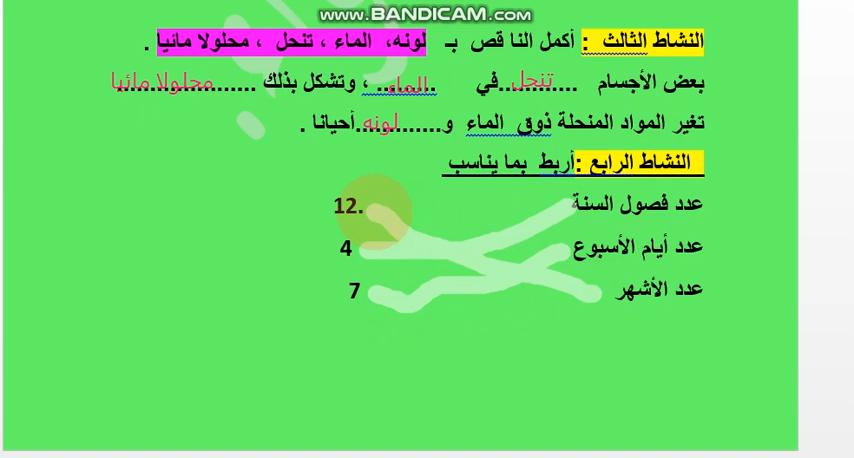 www.BANDICAM.com
النشاط الثالث : أكمل النا قص بـ لونه، الماء ، تنحل ، محلولا مائيا .
بعض الأجسام ......تنحل......في ....الماء.... ، وتشكل بذلك ....محلولا مائيا....
تغير المواد المنحلة ذوق الماء و....لونه....أحيانا .
النشاط الرابع :أربط بما يناسب
عدد فصول السنة .12
عدد أيام الأسبوع 4
عدد الأشهر 7